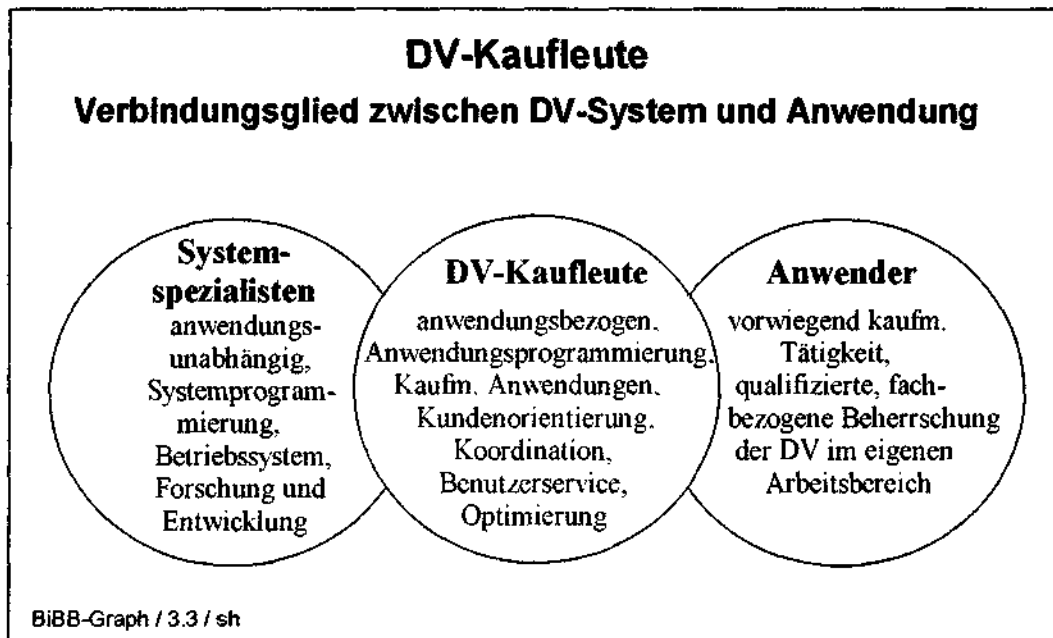 DV-Kaufleute
Verbindungsglied zwischen DV-System und Anwendung
System-
spezialisten
anwendungs-
unabhängig,
Systemprogram-
mierung,
Betriebssystem,
Forschung und
Entwicklung
DV-Kaufleute
anwendungsbezogen,
Anwendungsprogrammierung,
Kaufm. Anwendungen,
Kundenorientierung,
Koordination,
Benutzerservice,
Optimierung
Anwender
vorwiegend kaufm.
Tätigkeit,
qualifizierte, fach-
bezogene Beherrschung
der DV im eigenen
Arbeitsbereich
BiBB-Graph / 3.3 / sh